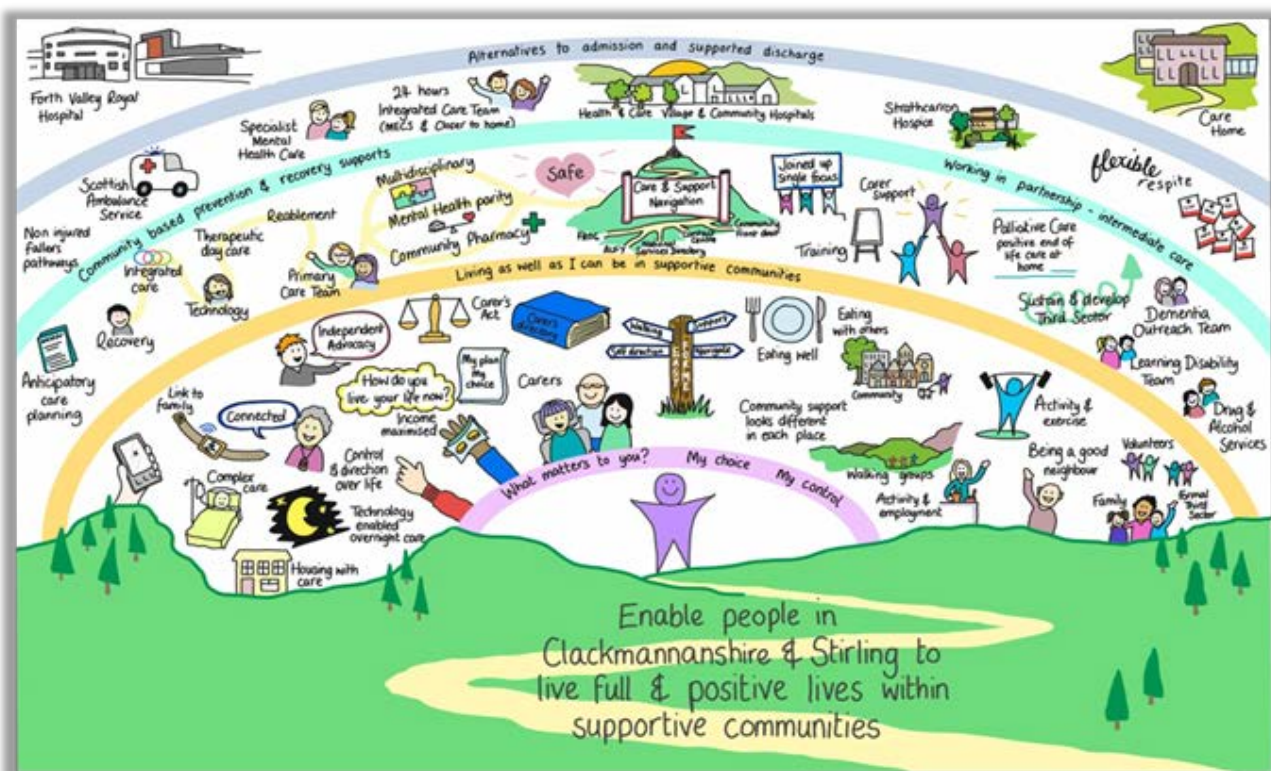 Alternatives to admission and supported discharge
Forth Valley Royal
Hospital
Specialist
Mental
Health Care
24 hours
Integrated Care Team
(MECS & Closer to home)
Health & Care Village & Community Hospitals
Strathcarron
Hospice
Care
Home
Scottish
Ambulance
Service
Community based prevention & recovery supports
Working in partnership - intermediate care
flexible
respite
Non injured
fallers
pathways
Integrated
care
Therapeutic
day care
Reablement
Multidisciplinary
Mental Health parity
Community Pharmacy
Safe
Care & Support
Navigation
Joined up
single focus
Training
Carer
support
Palliative Care
positive end of
life care at
home
Sustain & develop
Third Sector
Dementia
Outreach Team
Learning Disability
Team
Drug &
Alcohol
Services
Primary
Care Team
Technology
Recovery
Anticipatory
care
planning
Living as well as I can be in supportive communities
Independent
Advocacy
Carer's
Act
Carer's
directory
My plan
My
choice
How do you
live your life now?
Income
maximised
Carers
Walking
Support
Self direction
Navigate
Eating well
Eating
with others
Community
Community support
looks different
in each place
Walking groups
Activity &
exercise
Activity &
employment
Being a good
neighbour
Volunteers
Family
Formal
Third
Sector
Link to
family
Connected
Control
& direction
over life
Complex
care
Technology
enabled
overnight care
Housing with
care
What matters to you? My choice My control
Enable people in
Clackmannanshire & Stirling to
live full & positive lives within
supportive communities